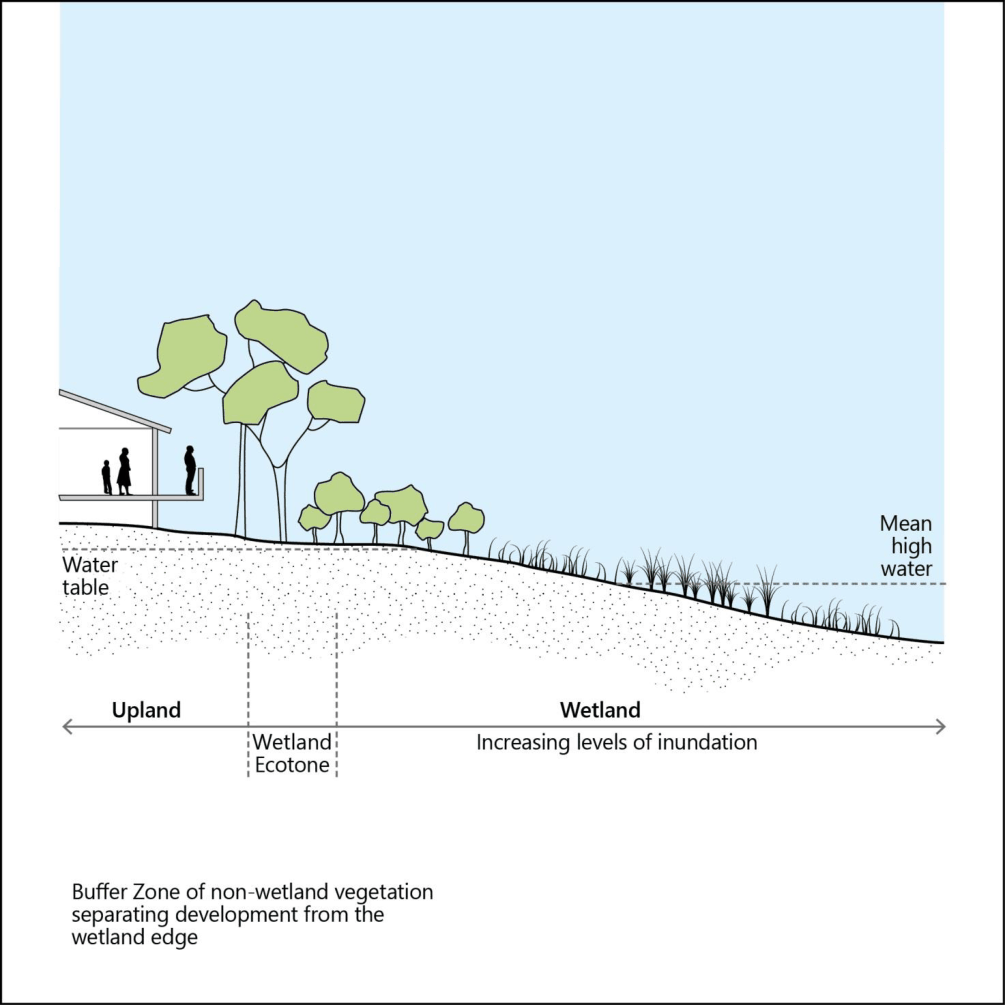 Mean
high
water
Water
table
Upland
Wetland
Wetland
Ecotone
Increasing levels of inundation
Buffer Zone of non-wetland vegetation
separating development from the
wetland edge